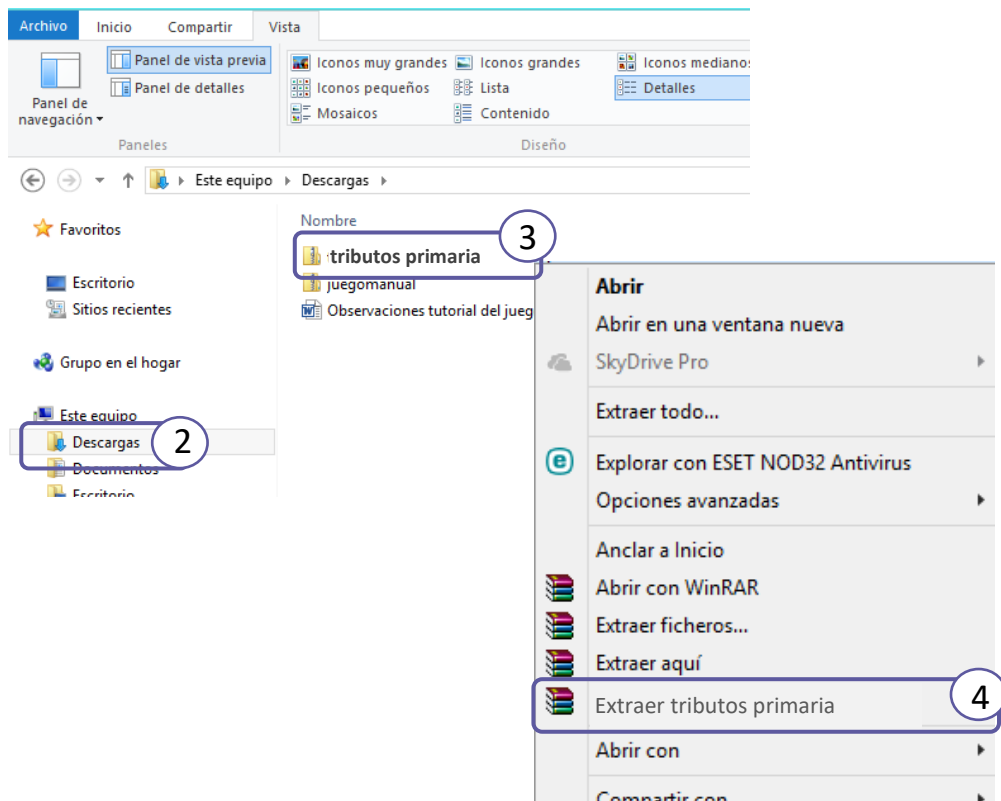 Archivo Inicio Compartir Vista
Panel de vista previa
Panel de detalles
Panel de
navegación
Paneles
Iconos muy grandes Iconos grandes Iconos medianos
Iconos pequeños Lista Detalles
Mosaicos Contenido
Diseño
Este equipo Descargas
Favoritos
Escritorio
Sitios recientes
Grupo en el hogar
Este equipo
Descargas 2
Documentos
Escritorio
Nombre
tributos primaria 3
juegomanual
Observaciones tutorial del jueg
Abrir
Abrir en una ventana nueva
SkyDrive Pro
Extraer todo...
Explorar con ESET NOD32 Antivirus
Opciones avanzadas
Anclar a Inicio
Abrir con WinRAR
Extraer ficheros...
Extraer aquí
Extraer tributos primaria 4
Abrir con
Compartir con